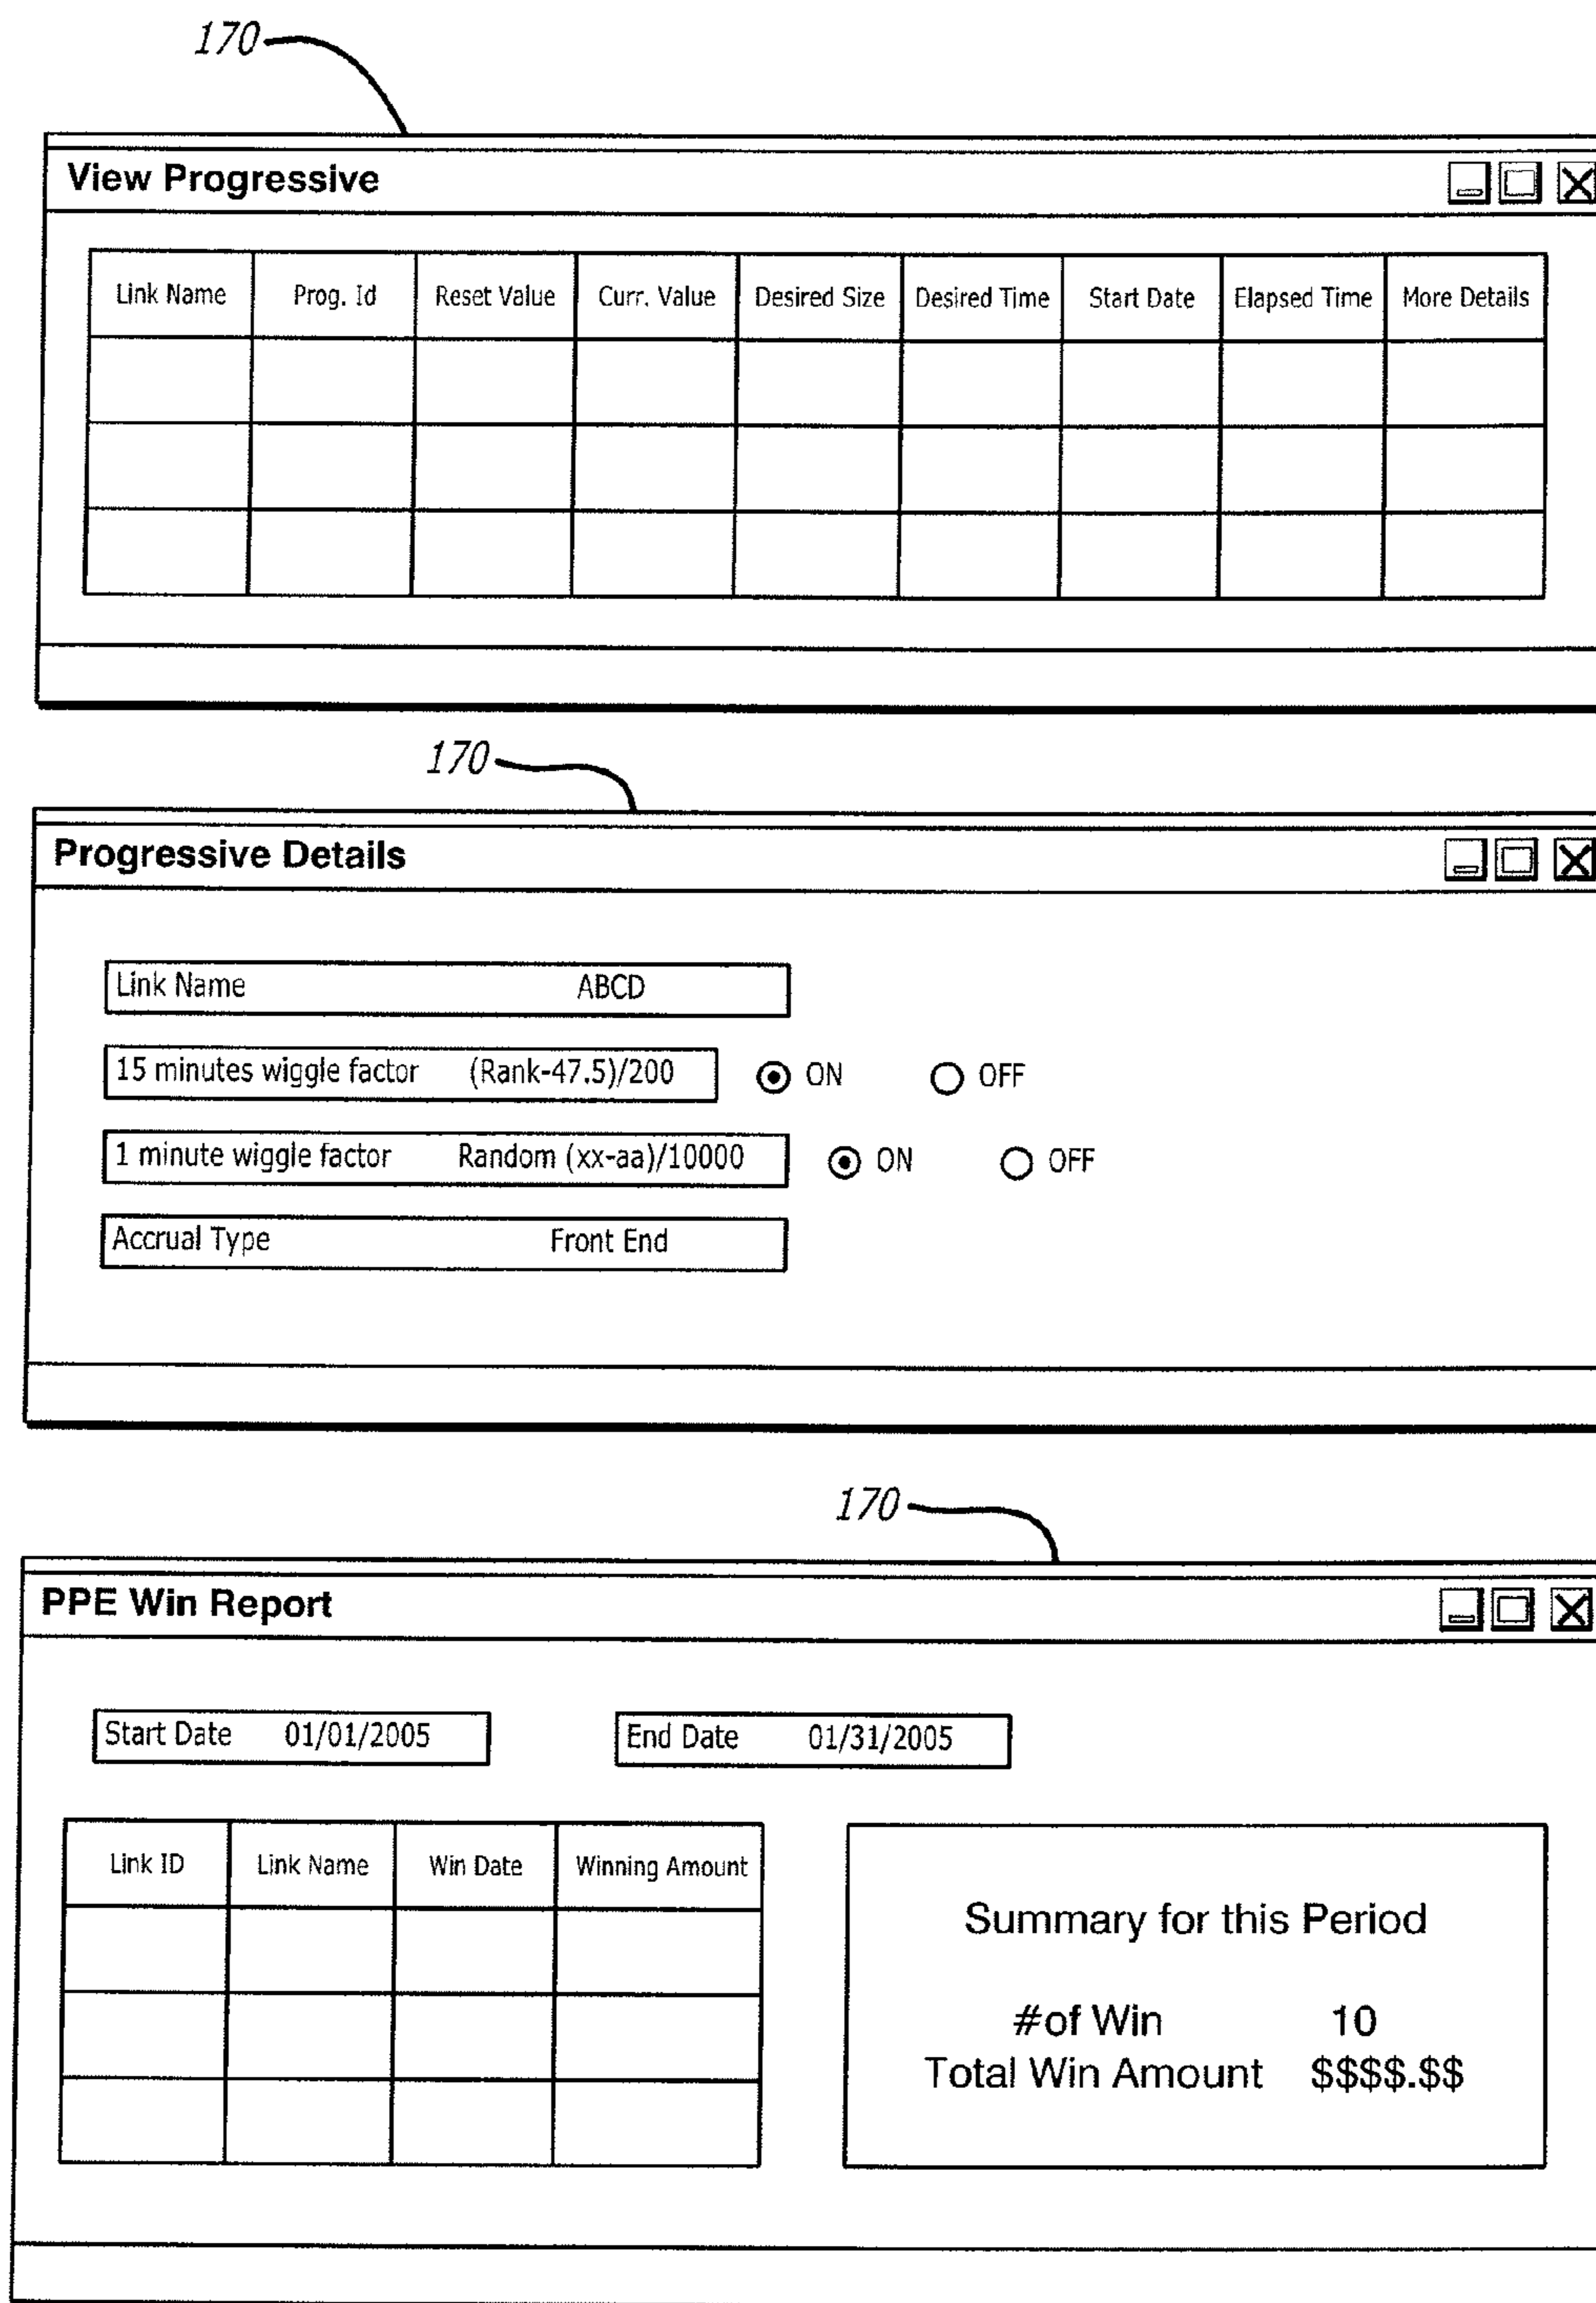 170
View Progressive
Link Name Prog. Id Reset Value Curr. Value Desired Size Desired Time Start Date Elapsed Time More Details
170
Progressive Details
Link Name ABCD
15 minutes wiggle factor (Rank-47.5)/200 ON OFF
1 minute wiggle factor Random (xx-aa)/10000 ON OFF
Accrual Type Front End
170
PPE Win Report
Start Date 01/01/2005 End Date 01/31/2005
Link ID Link Name Win Date Winning Amount
Summary for this Period
#of Win 10
Total Win Amount $$$$.$$